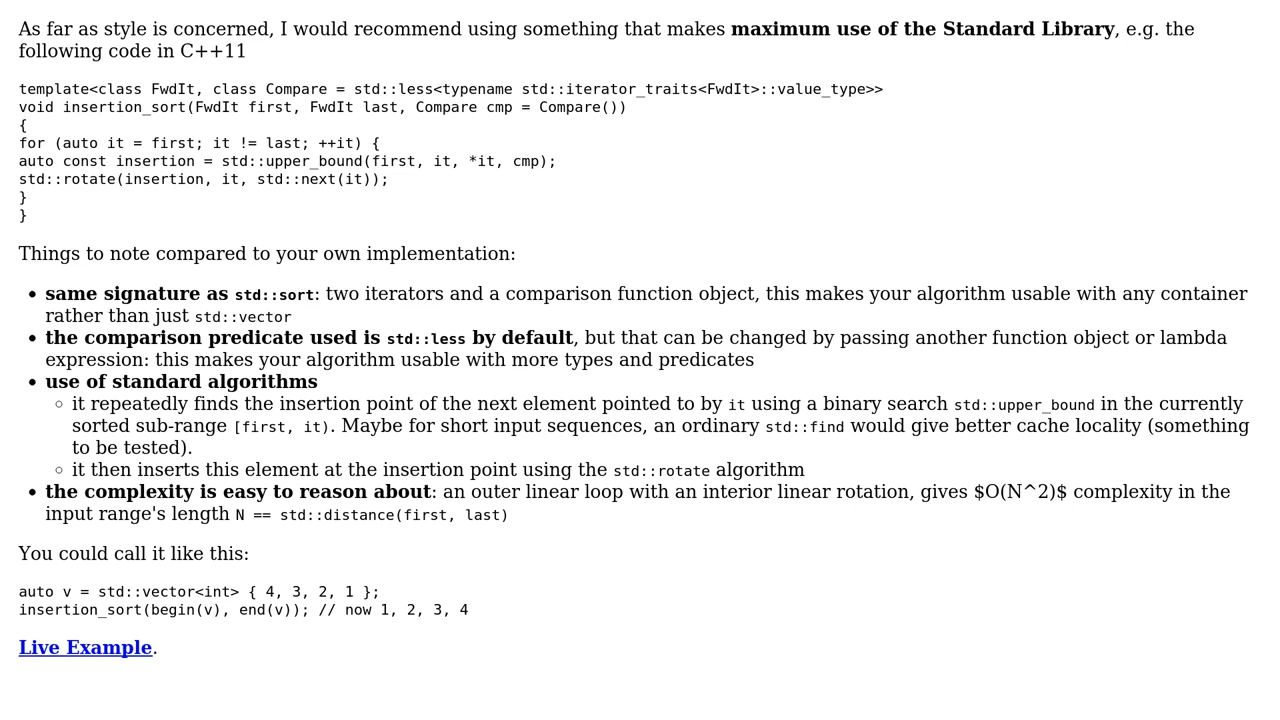 As far as style is concerned, I would recommend using something that makes maximum use of the Standard Library, e.g. the
following code in C++11
template<class FwdIt, class Compare = std::less<typename std::iterator_traits<FwdIt>::value_type>>
void insertion_sort(FwdIt first, FwdIt last, Compare cmp = Compare())
{
for (auto it = first; it != last; ++it) {
auto const insertion = std::upper_bound(first, it, *it, cmp);
std::rotate(insertion, it, std::next(it));
}
}
Things to note compared to your own implementation:
• same signature as std::sort: two iterators and a comparison function object, this makes your algorithm usable with any container
rather than just std::vector
• the comparison predicate used is std::less by default, but that can be changed by passing another function object or lambda
expression: this makes your algorithm usable with more types and predicates
• use of standard algorithms
◦ it repeatedly finds the insertion point of the next element pointed to by it using a binary search std::upper_bound in the currently
sorted sub-range [first, it). Maybe for short input sequences, an ordinary std::find would give better cache locality (something
to be tested).
◦ it then inserts this element at the insertion point using the std::rotate algorithm
• the complexity is easy to reason about: an outer linear loop with an interior linear rotation, gives $O(N^2)$ complexity in the
input range's length N == std::distance(first, last)
You could call it like this:
auto v = std::vector<int> { 4, 3, 2, 1 };
insertion_sort(begin(v), end(v)); // now 1, 2, 3, 4
Live Example.